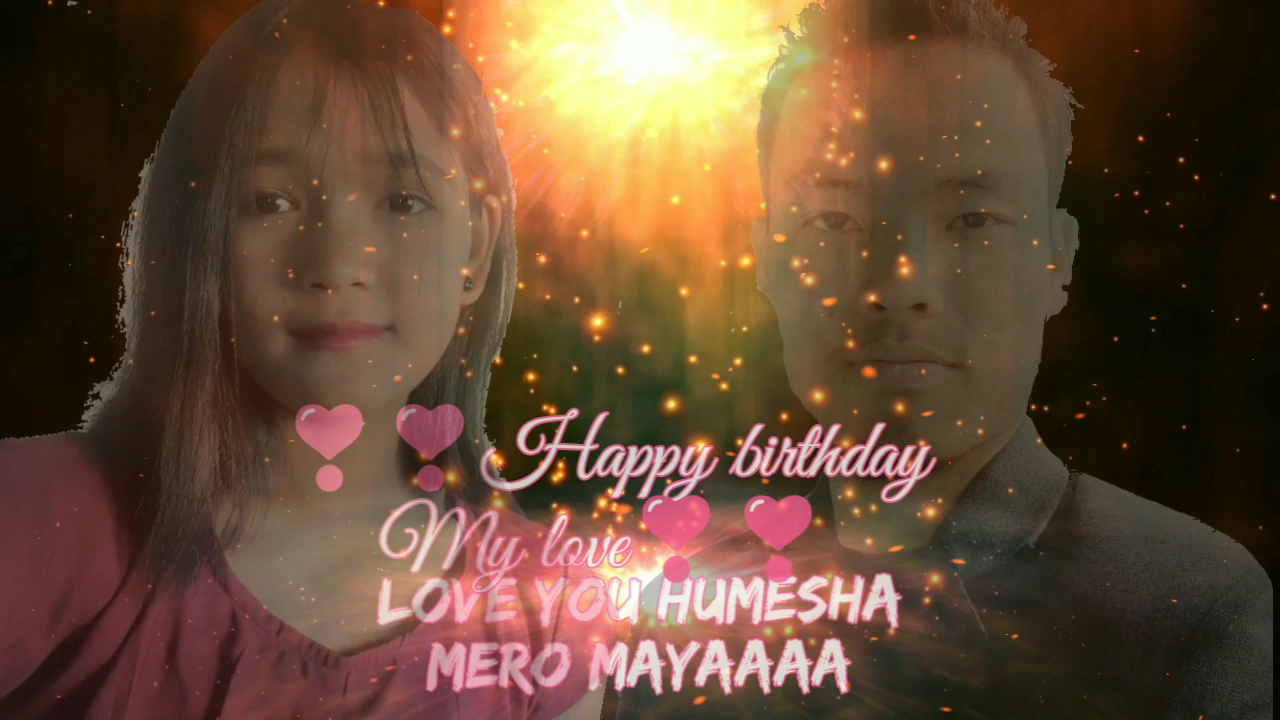 ❣ ❣ Happy birthday
My love ❣ ❣
LOVE YOU HUMESHA
MERO MAYAAAA